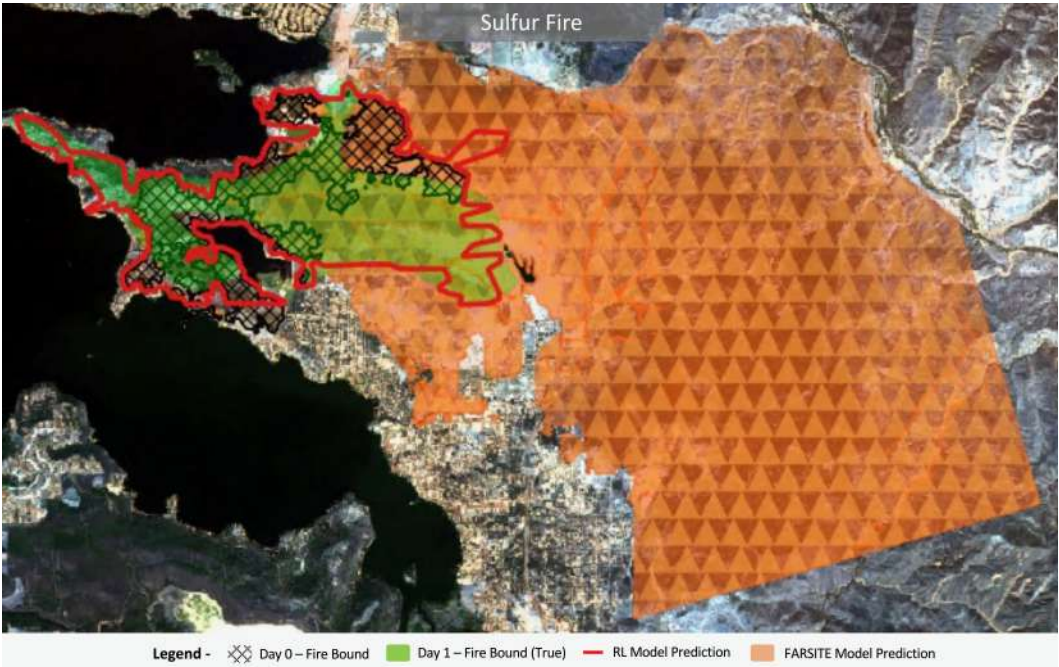 Sulfur Fire
Legend - Day 0 – Fire Bound Day 1 – Fire Bound (True) RL Model Prediction FARSITE Model Prediction